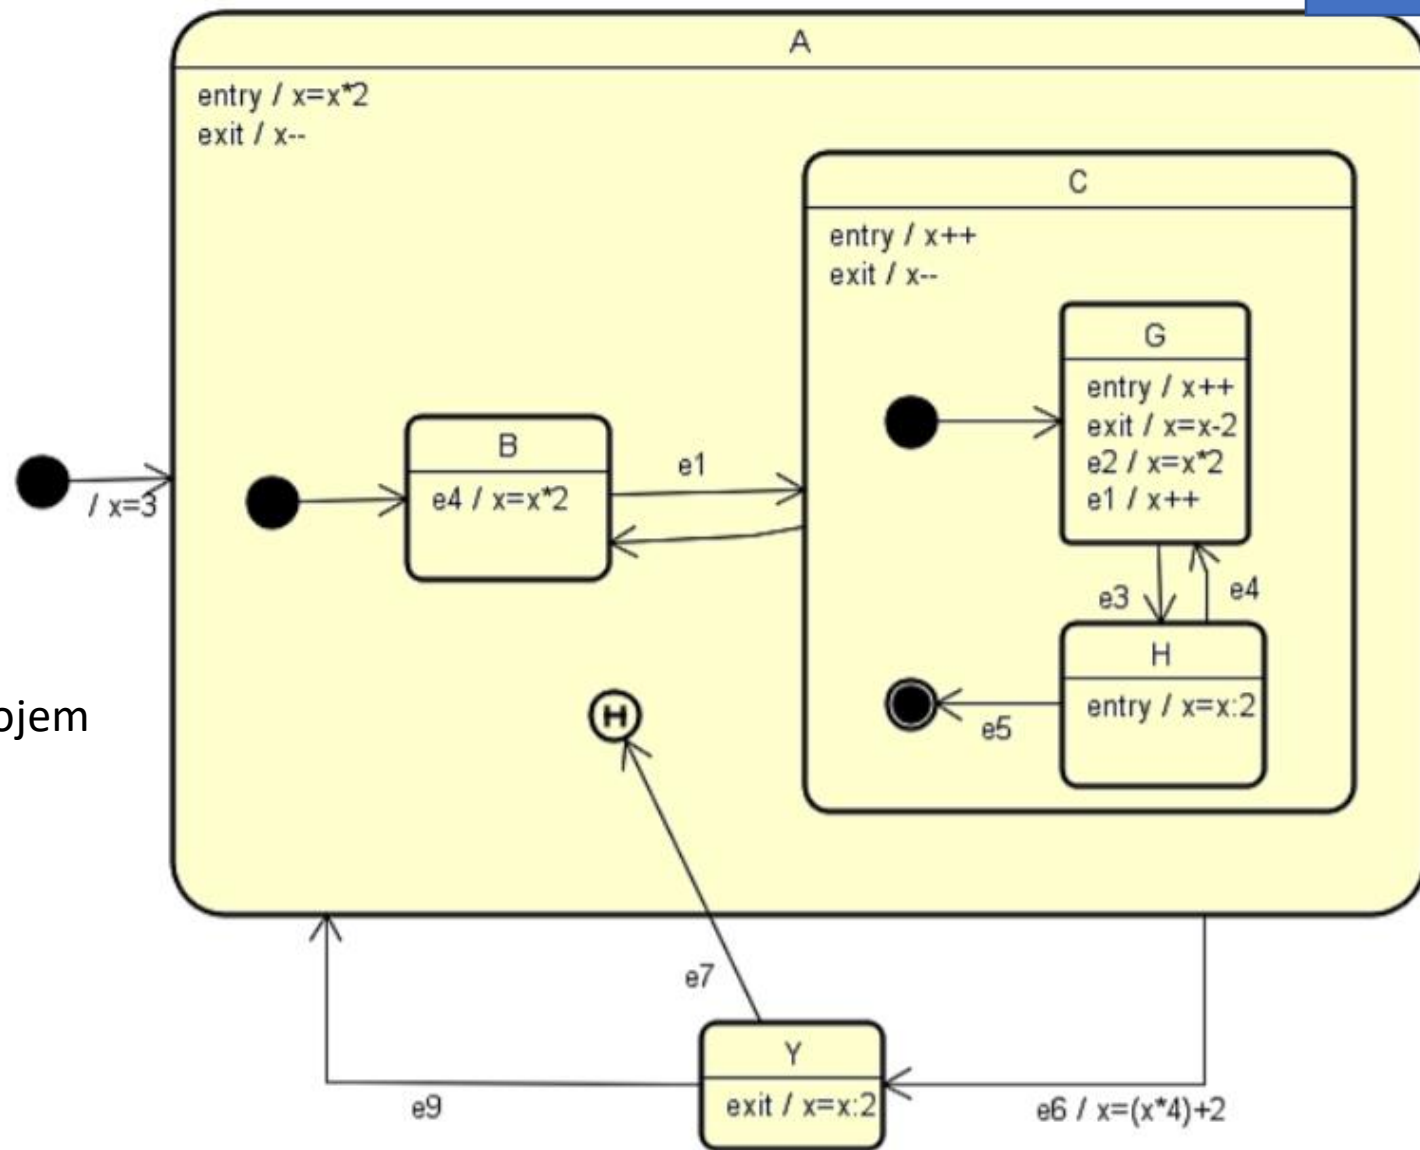 A
entry / x=x*2
exit / x--
C
entry / x++
exit / x--
G
entry / x++
exit / x=x-2
e2 / x=x*2
e1 / x++
B
e4 / x=x*2
e1
/ x=3
e3
e4
H
entry / x=x:2
e5
H
ojem
e7
Y
exit / x=x:2
e9
e6 / x=(x*4)+2